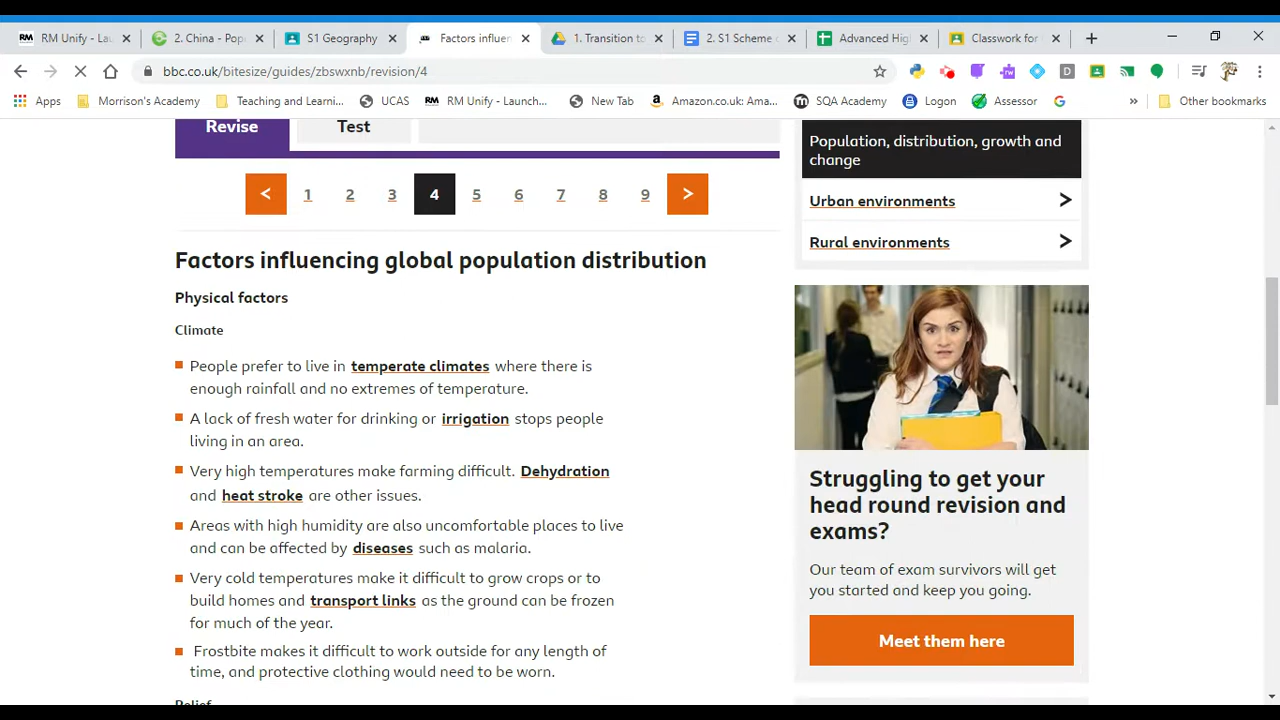 RM Unify - Lau
2. China - Pop
S1 Geography
Factors influen
1. Transition to
2. S1 Scheme
Advanced Hig
Classwork for
bbc.co.uk/bitesize/guides/zbswxnb/revision/4
Apps
Morrison's Academy
Teaching and Learni...
UCAS
RM Unify - Launch...
New Tab
Amazon.co.uk: Ama...
SQA Academy
Logon
Assessor
»
Other bookmarks
Revise
Test
< 1 2 3 4 5 6 7 8 9 >
Factors influencing global population distribution
Physical factors
Climate
People prefer to live in temperate climates where there is
enough rainfall and no extremes of temperature.
A lack of fresh water for drinking or irrigation stops people
living in an area.
Very high temperatures make farming difficult. Dehydration
and heat stroke are other issues.
Areas with high humidity are also uncomfortable places to live
and can be affected by diseases such as malaria.
Very cold temperatures make it difficult to grow crops or to
build homes and transport links as the ground can be frozen
for much of the year.
Frostbite makes it difficult to work outside for any length of
time, and protective clothing would need to be worn.
Relief
Population, distribution, growth and
change
Urban environments
Rural environments
Struggling to get your
head round revision and
exams?
Our team of exam survivors will get
you started and keep you going.
Meet them here